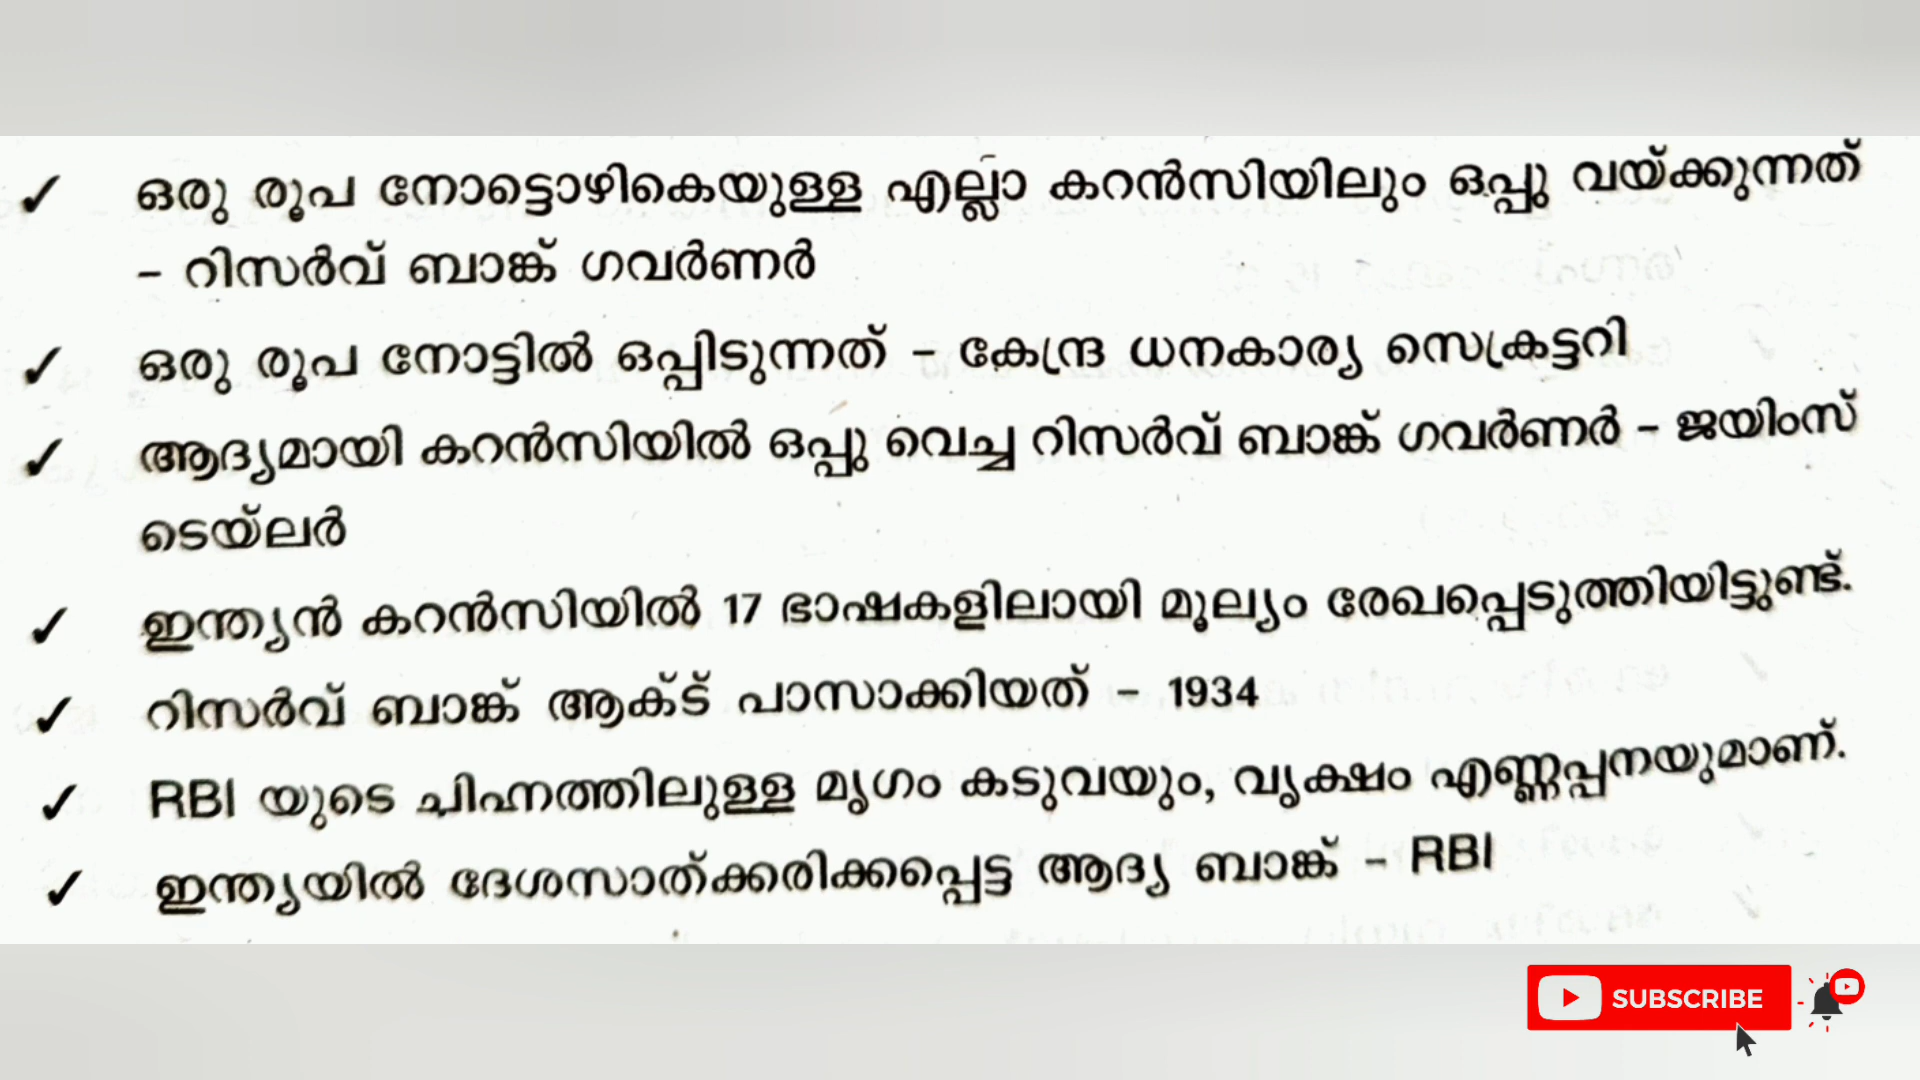 ✓ ഒരു രൂപ നോട്ടൊഴികെയുള്ള എല്ലാ കറൻസിയിലും ഒപ്പു വയ്ക്കുന്നത്
– റിസർവ് ബാങ്ക് ഗവർണർ
✓ ഒരു രൂപ നോട്ടിൽ ഒപ്പിടുന്നത് – കേന്ദ്ര ധനകാര്യ സെക്രട്ടറി
✓ ആദ്യമായി കറൻസിയിൽ ഒപ്പു വെച്ച റിസർവ് ബാങ്ക് ഗവർണർ – ജയിംസ്
ടെയ്ലർ
✓ ഇന്ത്യൻ കറൻസിയിൽ 17 ഭാഷകളിലായി മൂല്യം രേഖപ്പെടുത്തിയിട്ടുണ്ട്.
✓ റിസർവ് ബാങ്ക് ആക്ട് പാസാക്കിയത് – 1934
✓ RBI യുടെ ചിഹ്നത്തിലുള്ള മൃഗം കടുവയും, വൃക്ഷം എണ്ണപ്പനയുമാണ്.
✓ ഇന്ത്യയിൽ ദേശസാത്ക്കരിക്കപ്പെട്ട ആദ്യ ബാങ്ക് – RBI
SUBSCRIBE